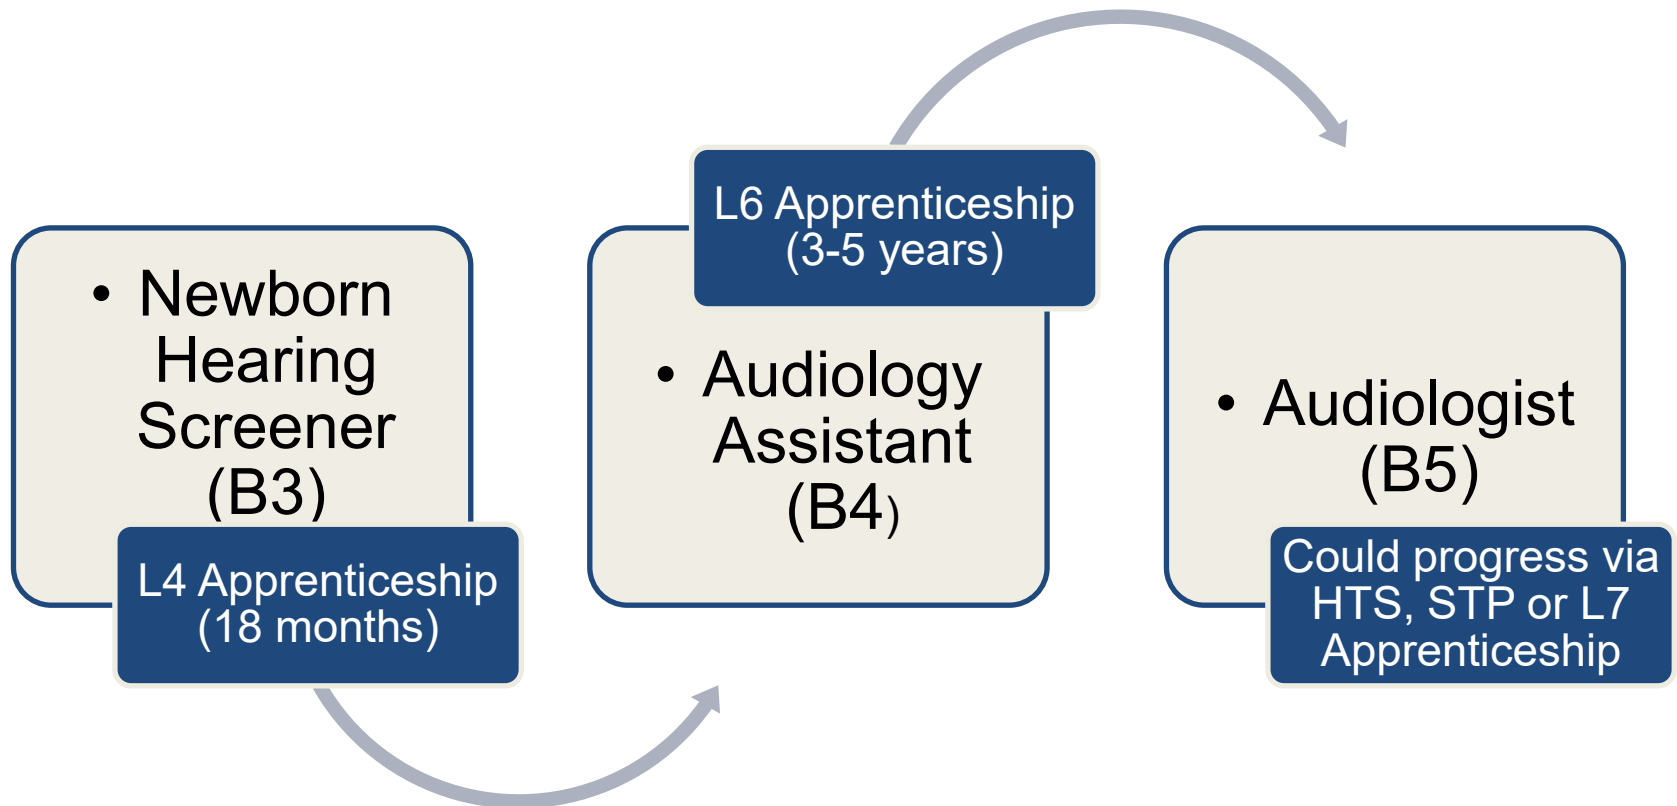 • Newborn
Hearing
Screener
(B3)
L4 Apprenticeship
(18 months)
L6 Apprenticeship
(3-5 years)
• Audiology
Assistant
(B4)
• Audiologist
(B5)
Could progress via
HTS, STP or L7
Apprenticeship